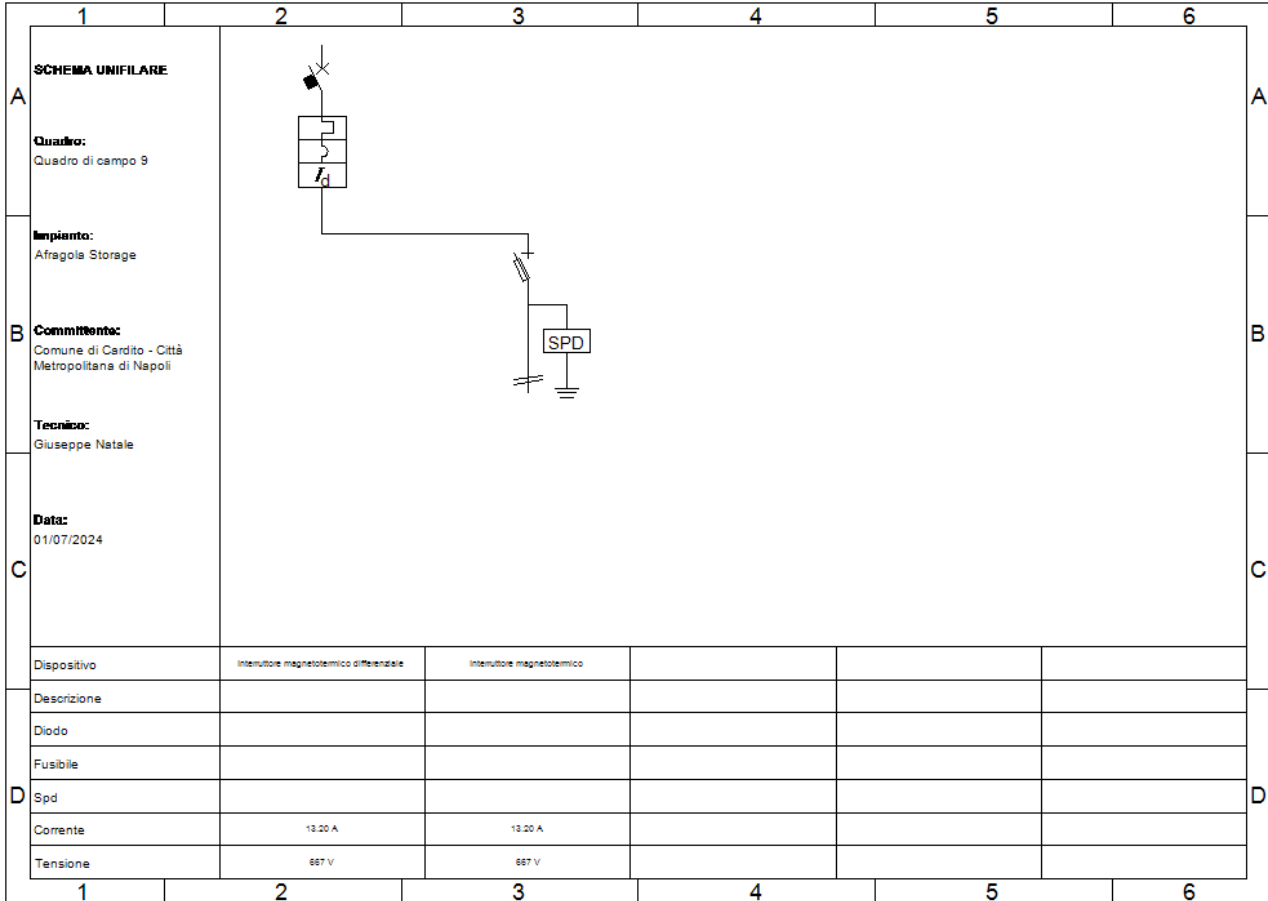 1 2 3 4 5 6
A A
SCHEMA UNIFILARE
Quadro:
Quadro di campo 9
Id
Impianto:
Afragola Storage
B B
Committente:
Comune di Cardito - Città
Metropolitana di Napoli
SPD
Tecnico:
Giuseppe Natale
Data:
01/07/2024
C C
Dispositivo Interruttore magnetotermico differenziale Interruttore magnetotermico
Descrizione
Diodo
Fusibile
D D
Spd
Corrente 13.20 A 13.20 A
Tensione 667 V 667 V
1 2 3 4 5 6